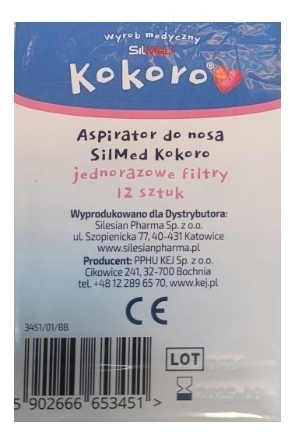 Wyrób medyczny
SilMed
Kokoro®
Aspirator do nosa
SilMed Kokoro
jednorazowe filtry
12 sztuk
Wyprodukowano dla Dystrybutora:
Silesian Pharma Sp. z o.o.
ul. Szopienicka 77, 40-431 Katowice
www.silesianpharma.pl
Producent: PPHU KEJ Sp. z o.o.
Cikowice 241, 32-700 Bochnia
tel. +48 12 289 65 70, www.kej.pl
CE
3451/01/BB
LOT
5 902666 653451 >